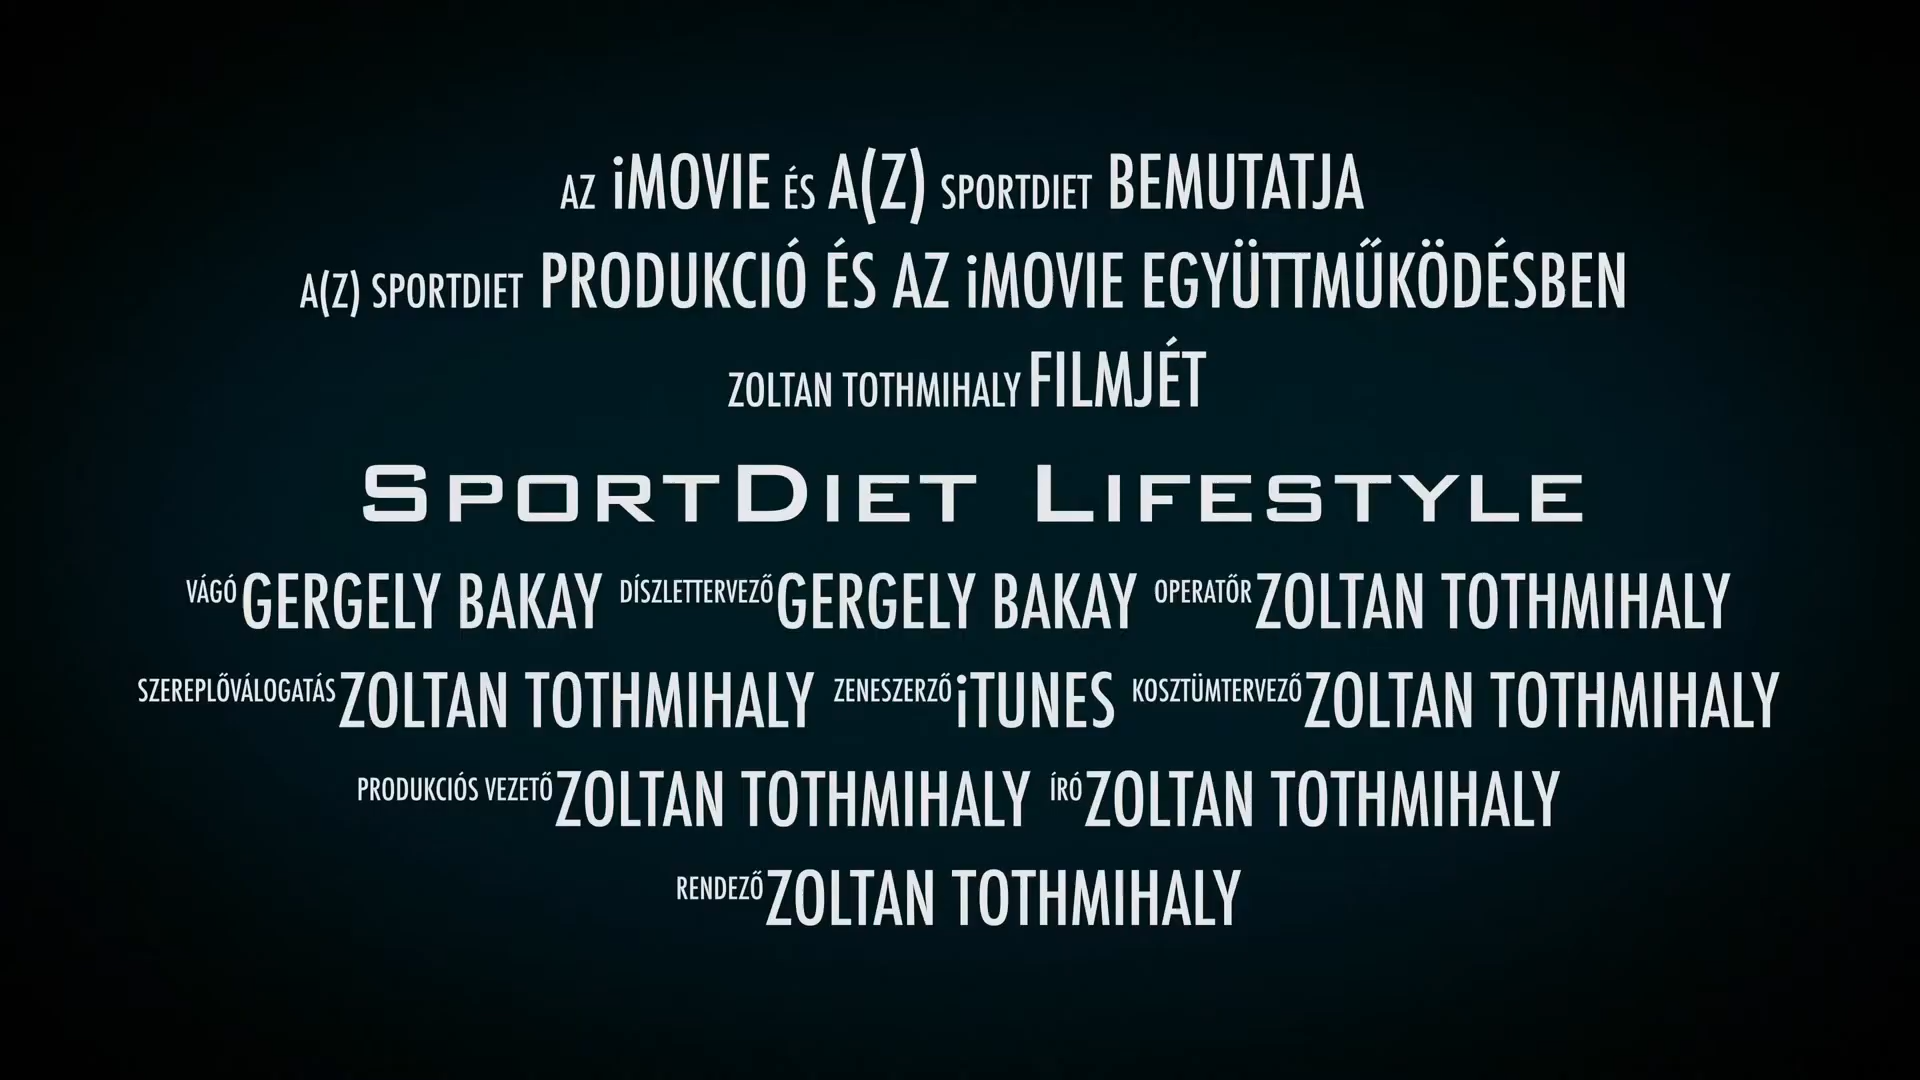 AZ iMOVIE ÉS A(Z) SPORTDIET BEMUTATJA
A(Z) SPORTDIET PRODUKCIÓ ÉS AZ iMOVIE EGYÜTTMŰKÖDÉSBEN
ZOLTAN TOTHMIHALY FILMJÉT
SPORTDIET LIFESTYLE
VÁGÓ GERGELY BAKAY DÍSZLETTERVEZŐ GERGELY BAKAY OPERATŐR ZOLTAN TOTHMIHALY
SZEREPLŐVÁLOGATÁS ZOLTAN TOTHMIHALY ZENESZERZŐ iTUNES KOSZTÜMTERVEZŐ ZOLTAN TOTHMIHALY
PRODUKCIÓS VEZETŐ ZOLTAN TOTHMIHALY ÍRÓ ZOLTAN TOTHMIHALY
RENDEZŐ ZOLTAN TOTHMIHALY